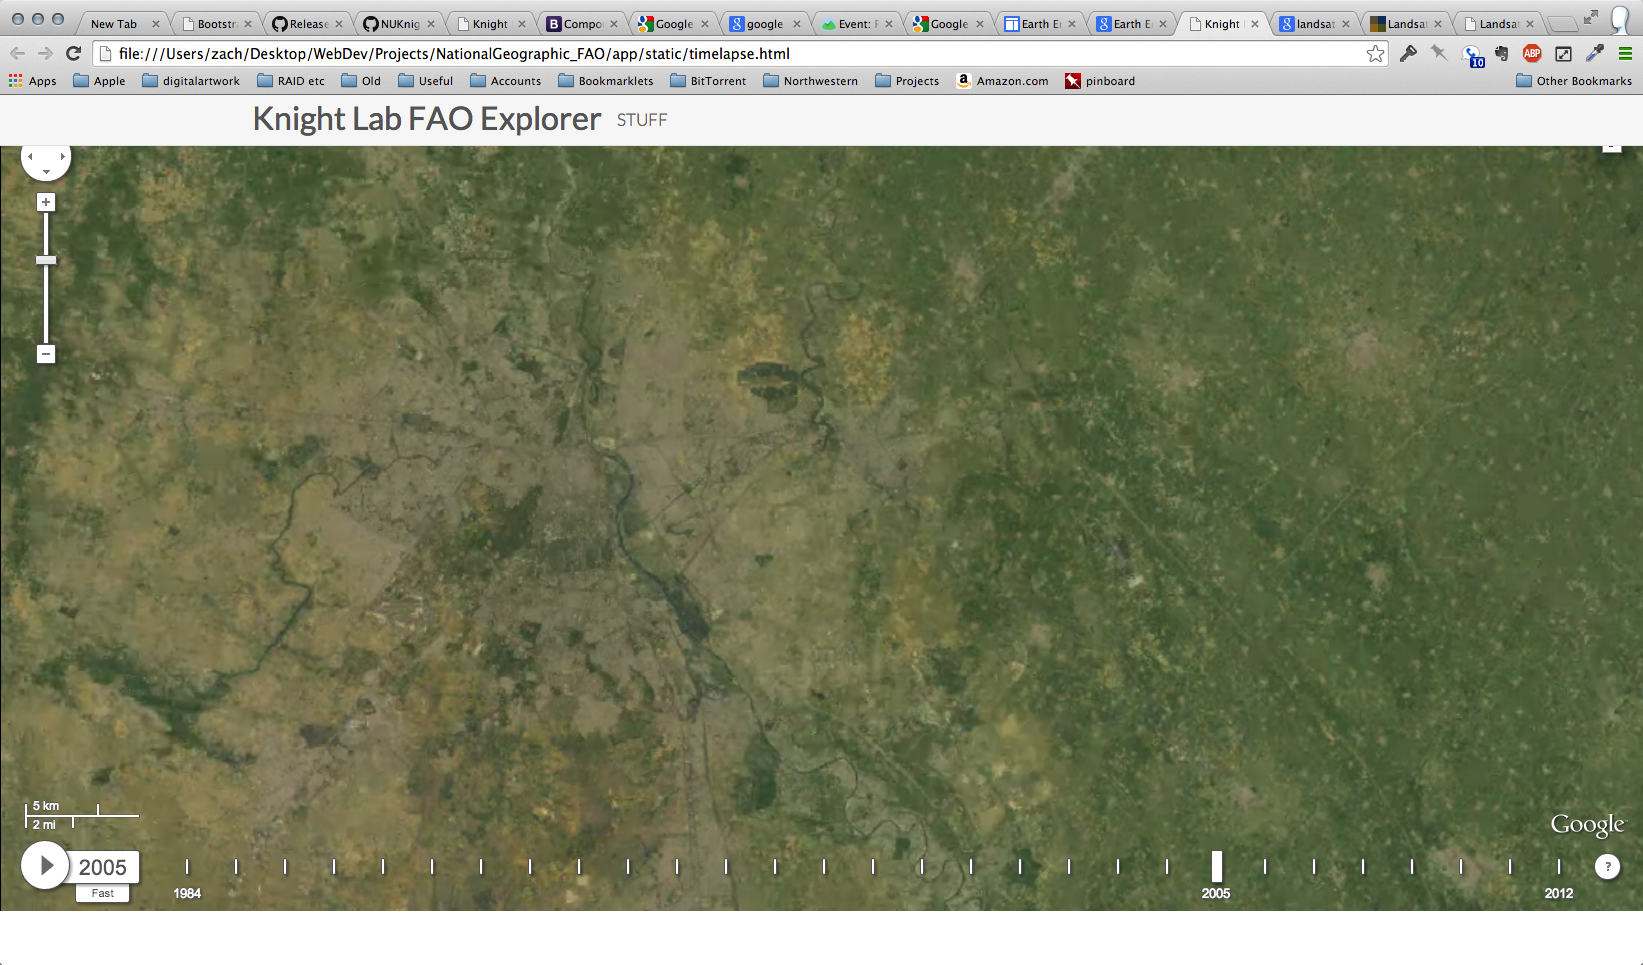 New Tab
Bootstr
Release
NUKnig
Knight
Compo
Google
google
Event: F
Google
Earth E
Earth E
Knight
landsat
Landsat
Landsat
file:///Users/zach/Desktop/WebDev/Projects/NationalGeographic_FAO/app/static/timelapse.html
10
ABP
Apps
Apple
digitalartwork
RAID etc
Old
Useful
Accounts
Bookmarklets
BitTorrent
Northwestern
Projects
Amazon.com
pinboard
Other Bookmarks
Knight Lab FAO Explorer STUFF
5 km
2 mi
Google
2005
Fast
1984
2005
2012
?